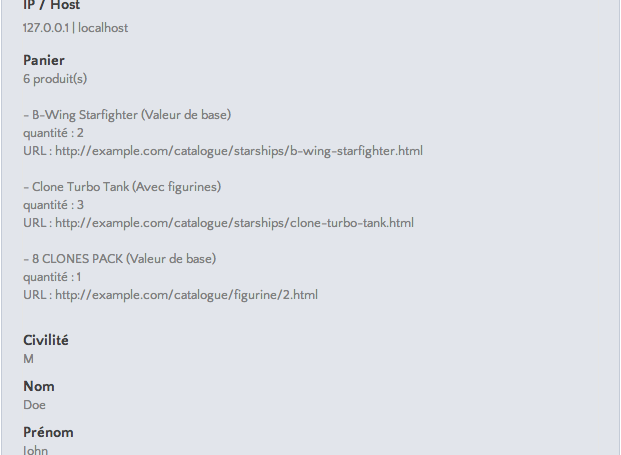 IP / Host
127.0.0.1 | localhost
Panier
6 produit(s)
- B-Wing Starfighter (Valeur de base)
quantité : 2
URL : http://example.com/catalogue/starships/b-wing-starfighter.html
- Clone Turbo Tank (Avec figurines)
quantité : 3
URL : http://example.com/catalogue/starships/clone-turbo-tank.html
- 8 CLONES PACK (Valeur de base)
quantité : 1
URL : http://example.com/catalogue/figurine/2.html
Civilité
M
Nom
Doe
Prénom
John